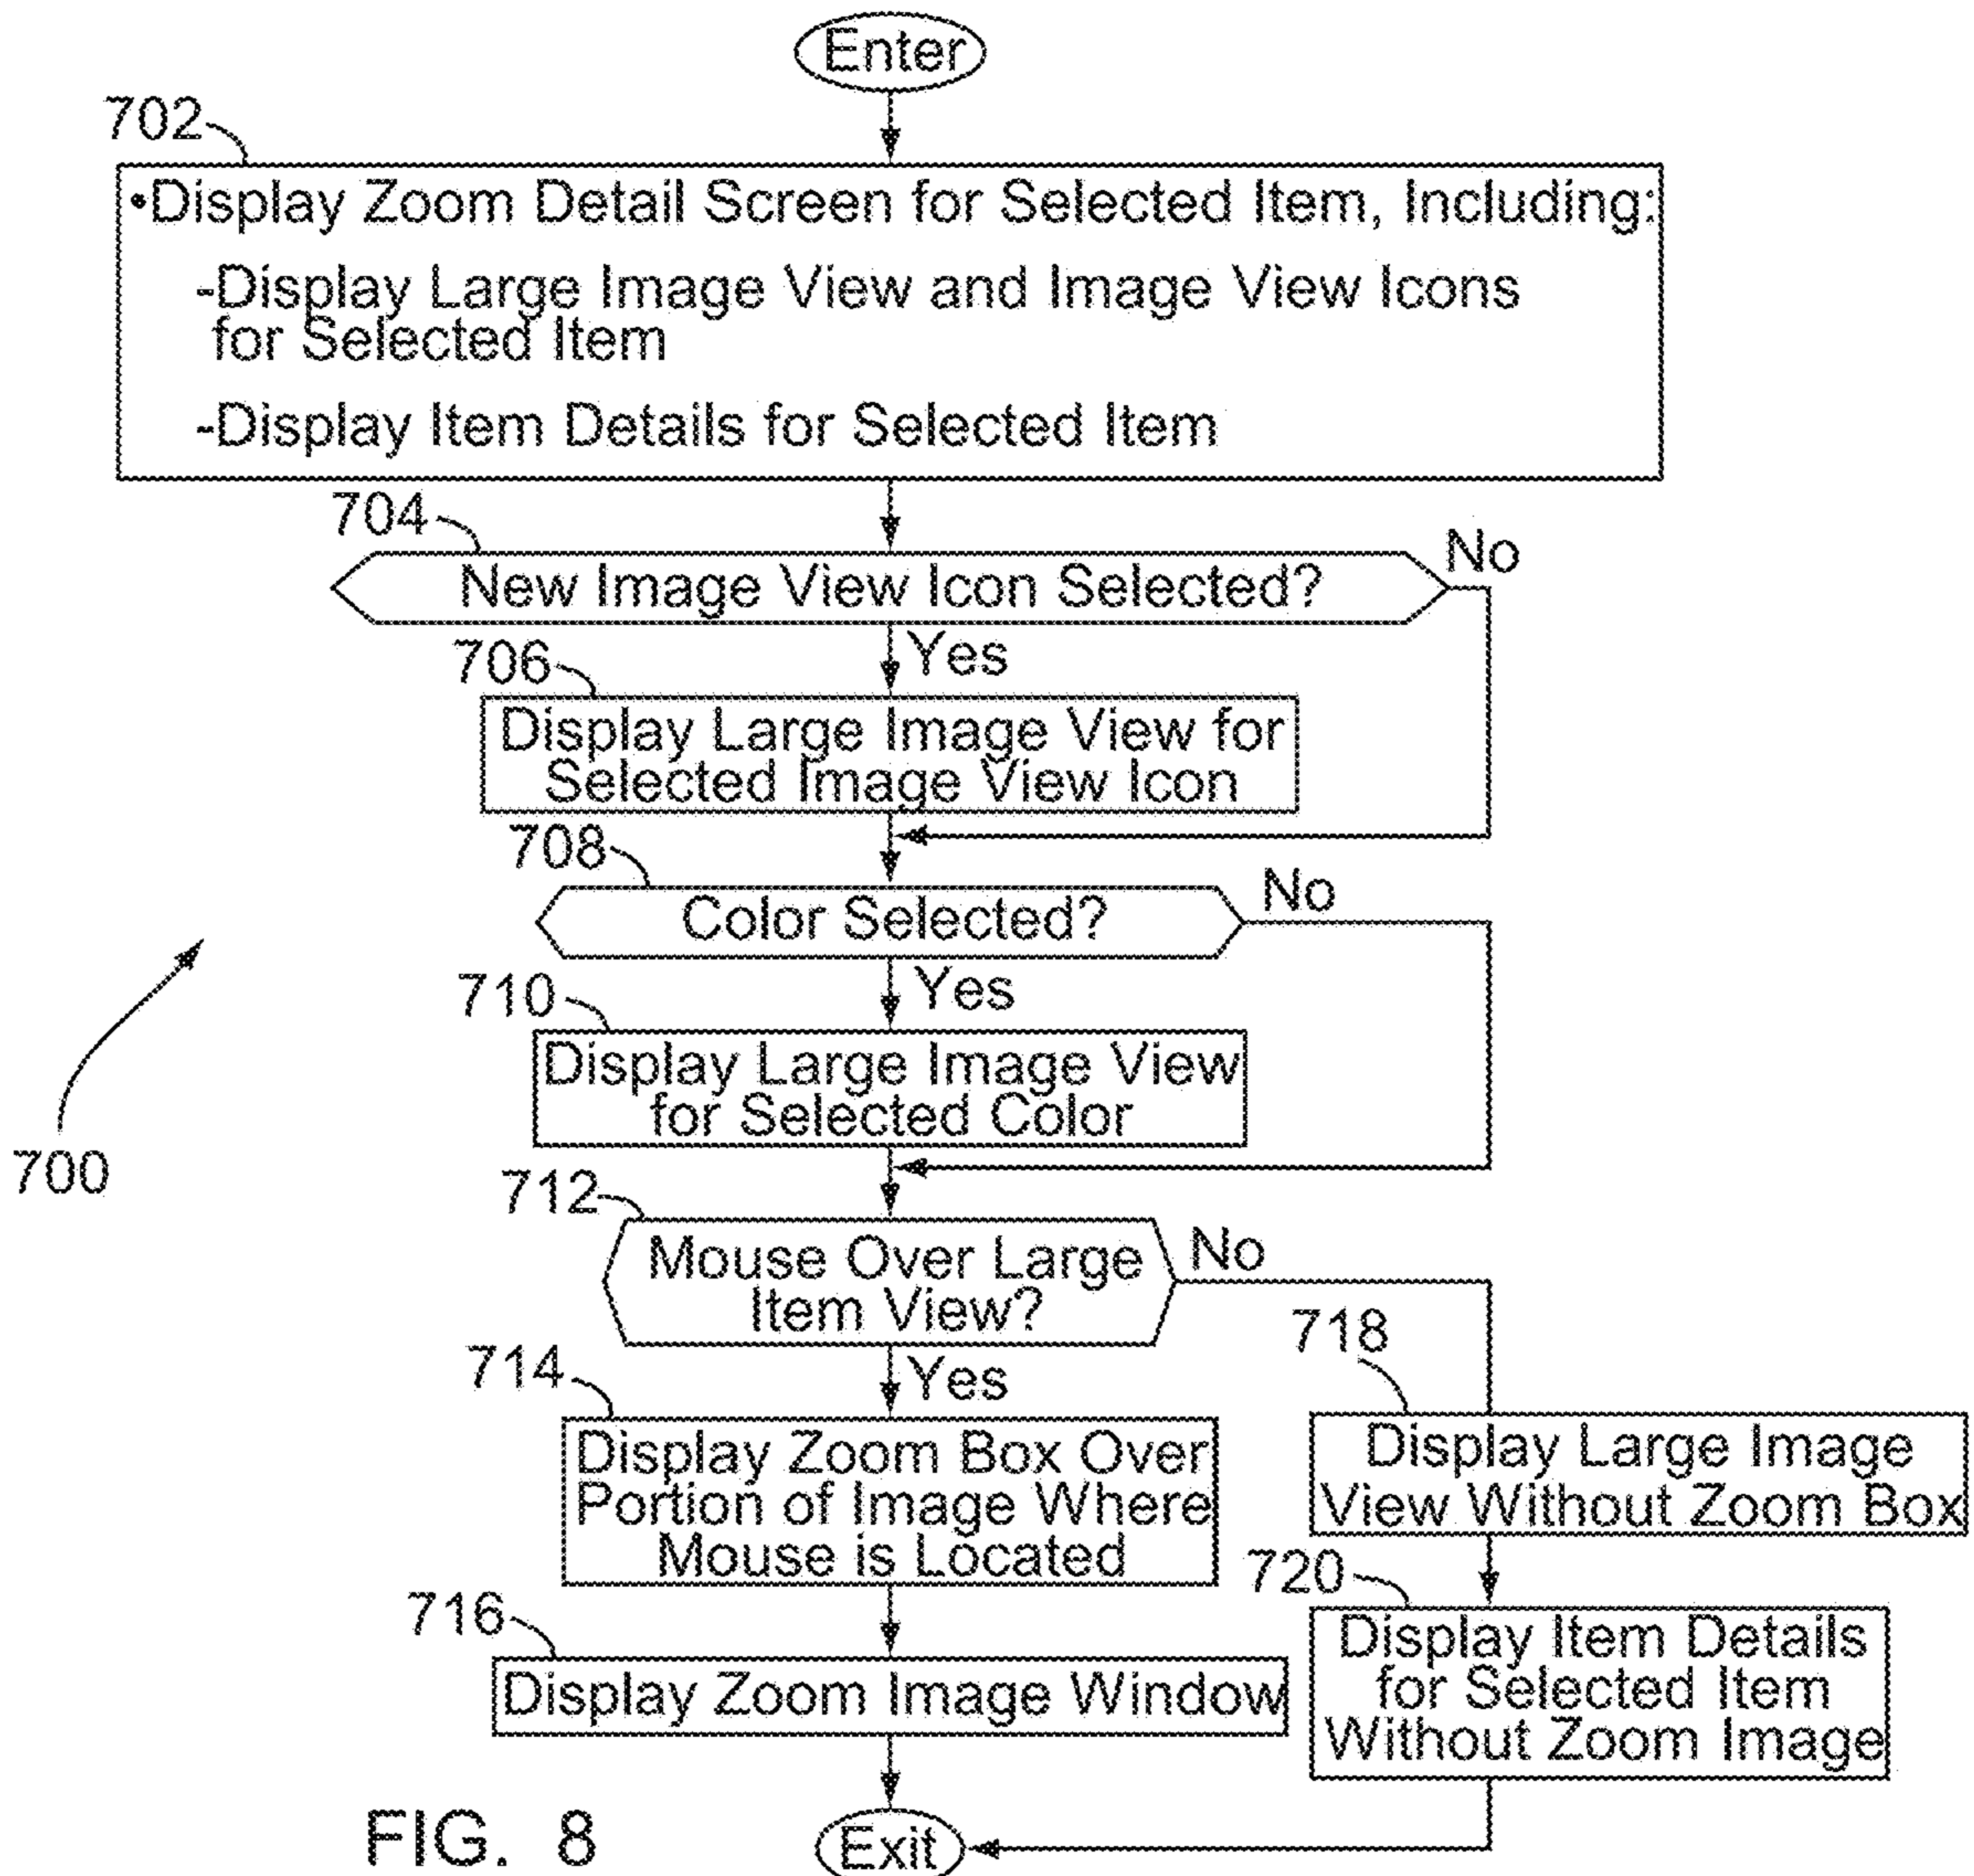 Enter
702
•Display Zoom Detail Screen for Selected Item, Including:
-Display Large Image View and Image View Icons
for Selected Item
-Display Item Details for Selected Item
704
New Image View Icon Selected?
No
Yes
706
Display Large Image View for
Selected Image View Icon
708
Color Selected?
No
Yes
710
Display Large Image View
for Selected Color
700
712
Mouse Over Large
Item View?
No
Yes
714
Display Zoom Box Over
Portion of Image Where
Mouse is Located
718
Display Large Image
View Without Zoom Box
716
Display Zoom Image Window
720
Display Item Details
for Selected Item
Without Zoom Image
Exit
FIG. 8